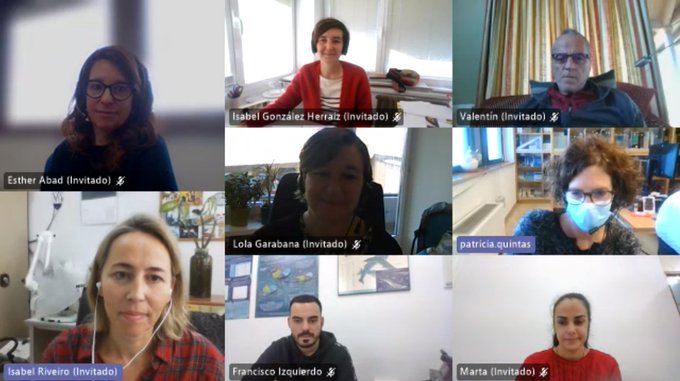 Esther Abad (Invitado)
Isabel González Herraiz (Invitado)
Valentín (Invitado)
Lola Garabana (Invitado)
patricia.quintas
Isabel Riveiro (Invitado)
Francisco Izquierdo
Marta (Invitado)